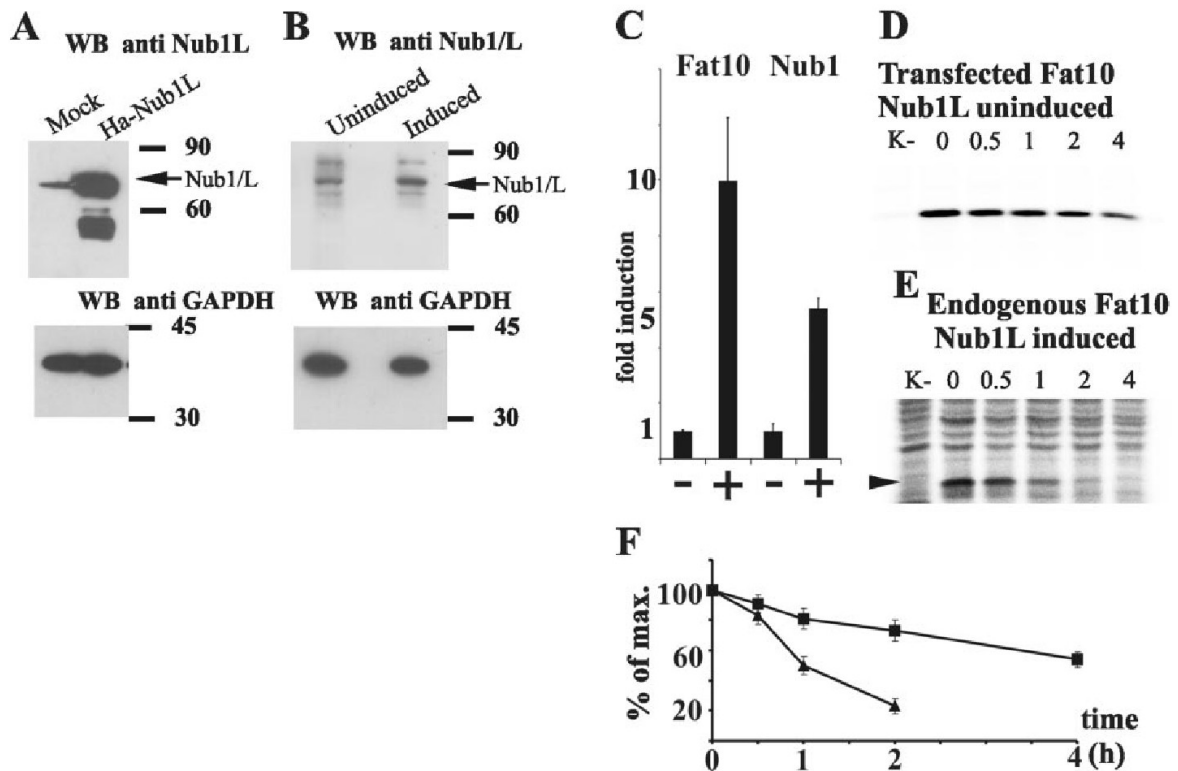 A
WB anti Nub1L
Mock
Ha-Nub1L
90
Nub1/L
60
WB anti GAPDH
45
30
B
WB anti Nub1/L
Uninduced
Induced
90
Nub1/L
60
WB anti GAPDH
45
30
C
Fat10 Nub1
fold induction
10
5
1
- + - +
D
Transfected Fat10
Nub1L uninduced
K- 0 0.5 1 2 4
E
Endogenous Fat10
Nub1L induced
K- 0 0.5 1 2 4
F
% of max.
100
60
20
0 1 2 4
time
(h)